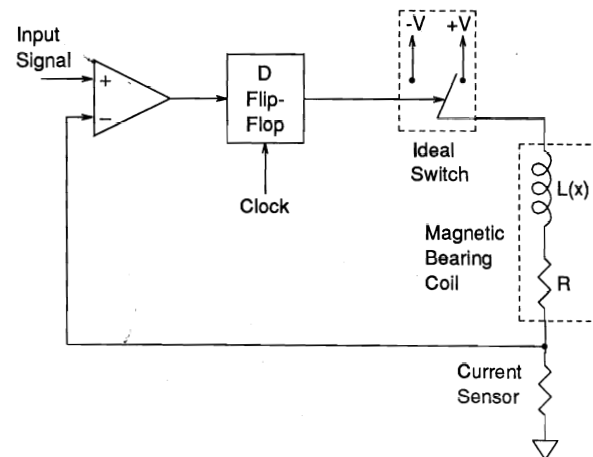 Input
Signal
-V +V
+
−
D
Flip-
Flop
Ideal
Switch
Clock
L(x)
Magnetic
Bearing
Coil
R
Current
Sensor